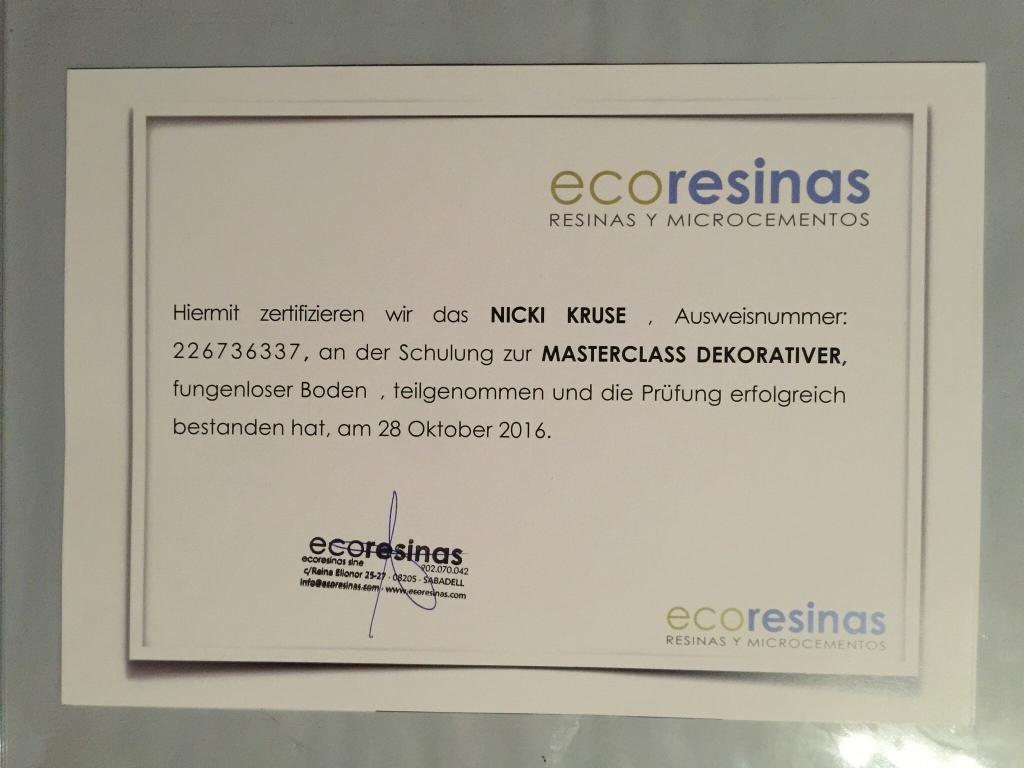 ecoresinas
RESINAS Y MICROCEMENTOS
Hiermit zertifizieren wir das NICKI KRUSE , Ausweisnummer:
226736337, an der Schulung zur MASTERCLASS DEKORATIVER,
fungenloser Boden , teilgenommen und die Prüfung erfolgreich
bestanden hat, am 28 Oktober 2016.
ecoresinas
ecoresinas sine
902.070.042
c/Reina Elionor 25-27 · 08205 · SABADELL
info@ecoresinas.com · www.ecoresinas.com
ecoresinas
RESINAS Y MICROCEMENTOS